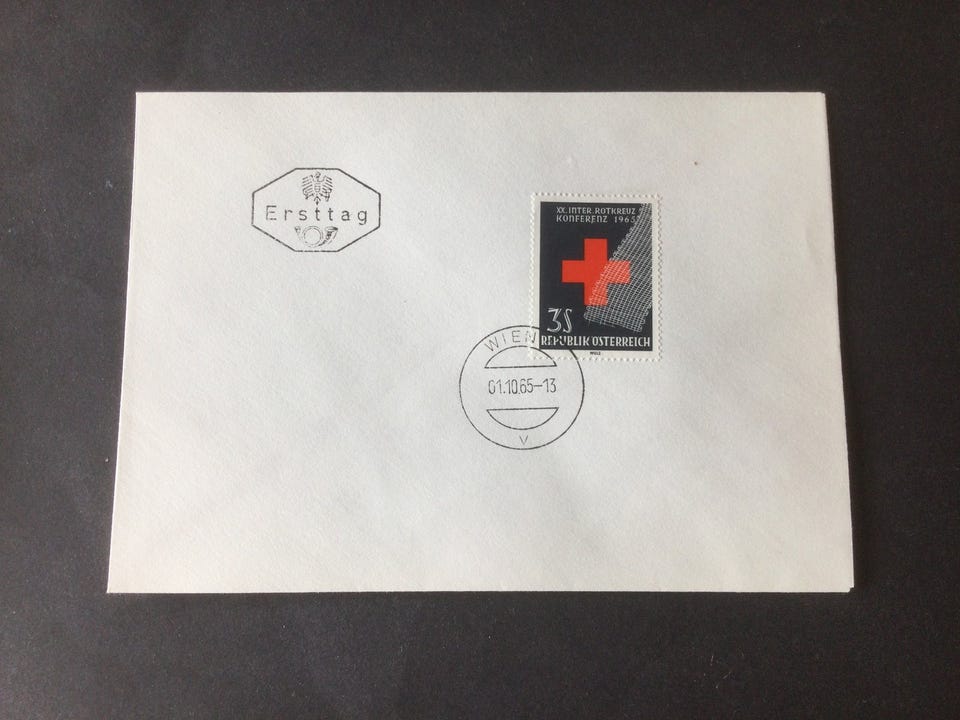 Ersttag
XX. INTER. ROTKREUZ
KONFERENZ 1965
3S
REPUBLIK ÖSTERREICH
WIEN
01.10.65–13
V